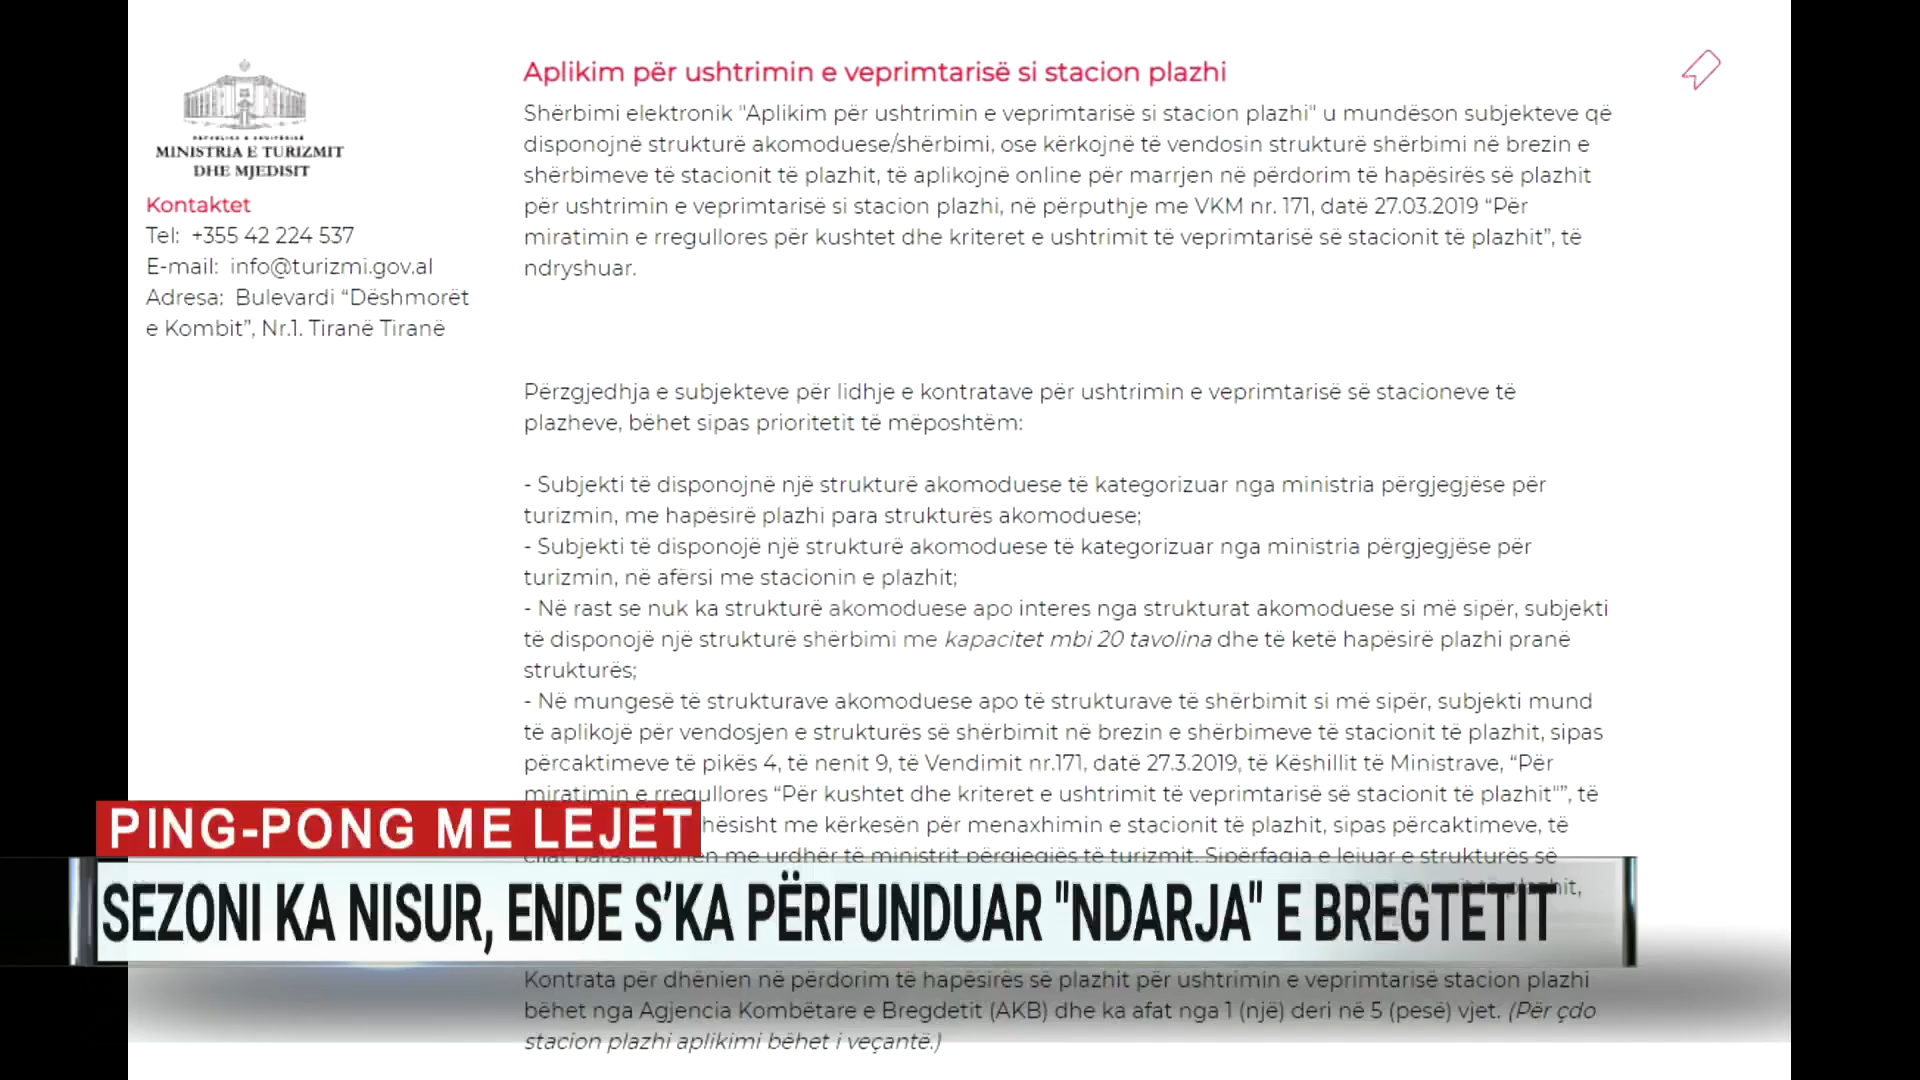 REPUBLIKA E SHQIPËRISË
MINISTRIA E TURIZMIT
DHE MJEDISIT
Kontaktet
Tel: +355 42 224 537
E-mail: info@turizmi.gov.al
Adresa: Bulevardi “Dëshmorët
e Kombit”, Nr.1. Tiranë Tiranë
Aplikim për ushtrimin e veprimtarisë si stacion plazhi
Shërbimi elektronik "Aplikim për ushtrimin e veprimtarisë si stacion plazhi" u mundëson subjekteve që
disponojnë strukturë akomoduese/shërbimi, ose kërkojnë të vendosin strukturë shërbimi në brezin e
shërbimeve të stacionit të plazhit, të aplikojnë online për marrjen në përdorim të hapësirës së plazhit
për ushtrimin e veprimtarisë si stacion plazhi, në përputhje me VKM nr. 171, datë 27.03.2019 “Për
miratimin e rregullores për kushtet dhe kriteret e ushtrimit të veprimtarisë së stacionit të plazhit”, të
ndryshuar.
Përzgjedhja e subjekteve për lidhje e kontratave për ushtrimin e veprimtarisë së stacioneve të
plazheve, bëhet sipas prioritetit të mëposhtëm:
- Subjekti të disponojnë një strukturë akomoduese të kategorizuar nga ministria përgjegjëse për
turizmin, me hapësirë plazhi para strukturës akomoduese;
- Subjekti të disponojë një strukturë akomoduese të kategorizuar nga ministria përgjegjëse për
turizmin, në afërsi me stacionin e plazhit;
- Në rast se nuk ka strukturë akomoduese apo interes nga strukturat akomoduese si më sipër, subjekti
të disponojë një strukturë shërbimi me kapacitet mbi 20 tavolina dhe të ketë hapësirë plazhi pranë
strukturës;
- Në mungesë të strukturave akomoduese apo të strukturave të shërbimit si më sipër, subjekti mund
të aplikojë për vendosjen e strukturës së shërbimit në brezin e shërbimeve të stacionit të plazhit, sipas
përcaktimeve të pikës 4, të nenit 9, të Vendimit nr.171, datë 27.3.2019, të Këshillit të Ministrave, “Për
miratimin e rregullores “Për kushtet dhe kriteret e ushtrimit të veprimtarisë së stacionit të plazhit"”, të
me kërkesën për menaxhimin e stacionit të plazhit, sipas përcaktimeve, të
me urdhër të ministrit përgjegjës të turizmit. Sipërfaqja e lejuar e strukturës së
PING-PONG ME LEJET
SEZONI KA NISUR, ENDE S’KA PËRFUNDUAR "NDARJA" E BREGTETIT
Kontrata për dhënien në përdorim të hapësirës së plazhit për ushtrimin e veprimtarisë stacion plazhi
bëhet nga Agjencia Kombëtare e Bregdetit (AKB) dhe ka afat nga 1 (një) deri në 5 (pesë) vjet. (Për çdo
stacion plazhi aplikimi bëhet i veçantë.)